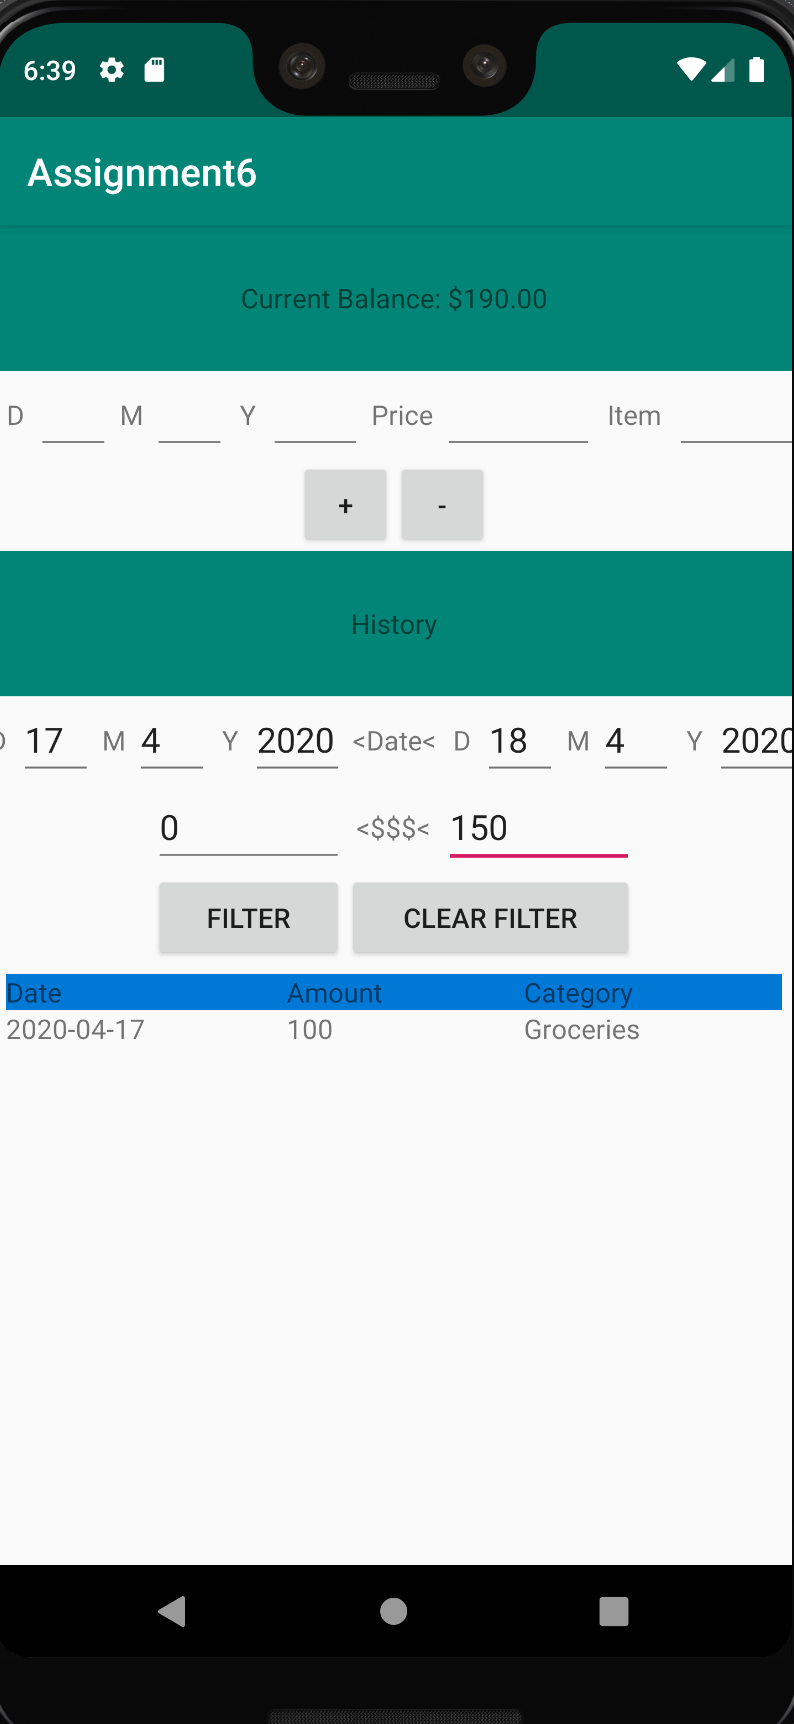 6:39
Assignment6
Current Balance: $190.00
D M Y Price Item
+ -
History
D 17 M 4 Y 2020 <Date< D 18 M 4 Y 2020
0 <$$$< 150
FILTER CLEAR FILTER
Date Amount Category
2020-04-17 100 Groceries